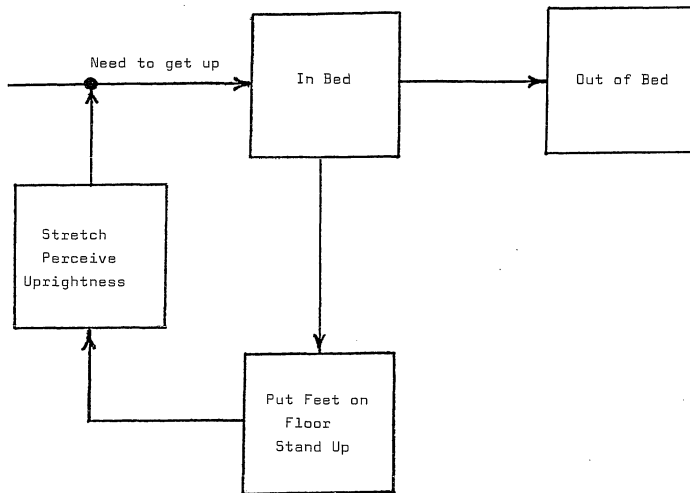 Need to get up
In Bed
Out of Bed
Stretch
Perceive
Uprightness
Put Feet on
Floor
Stand Up